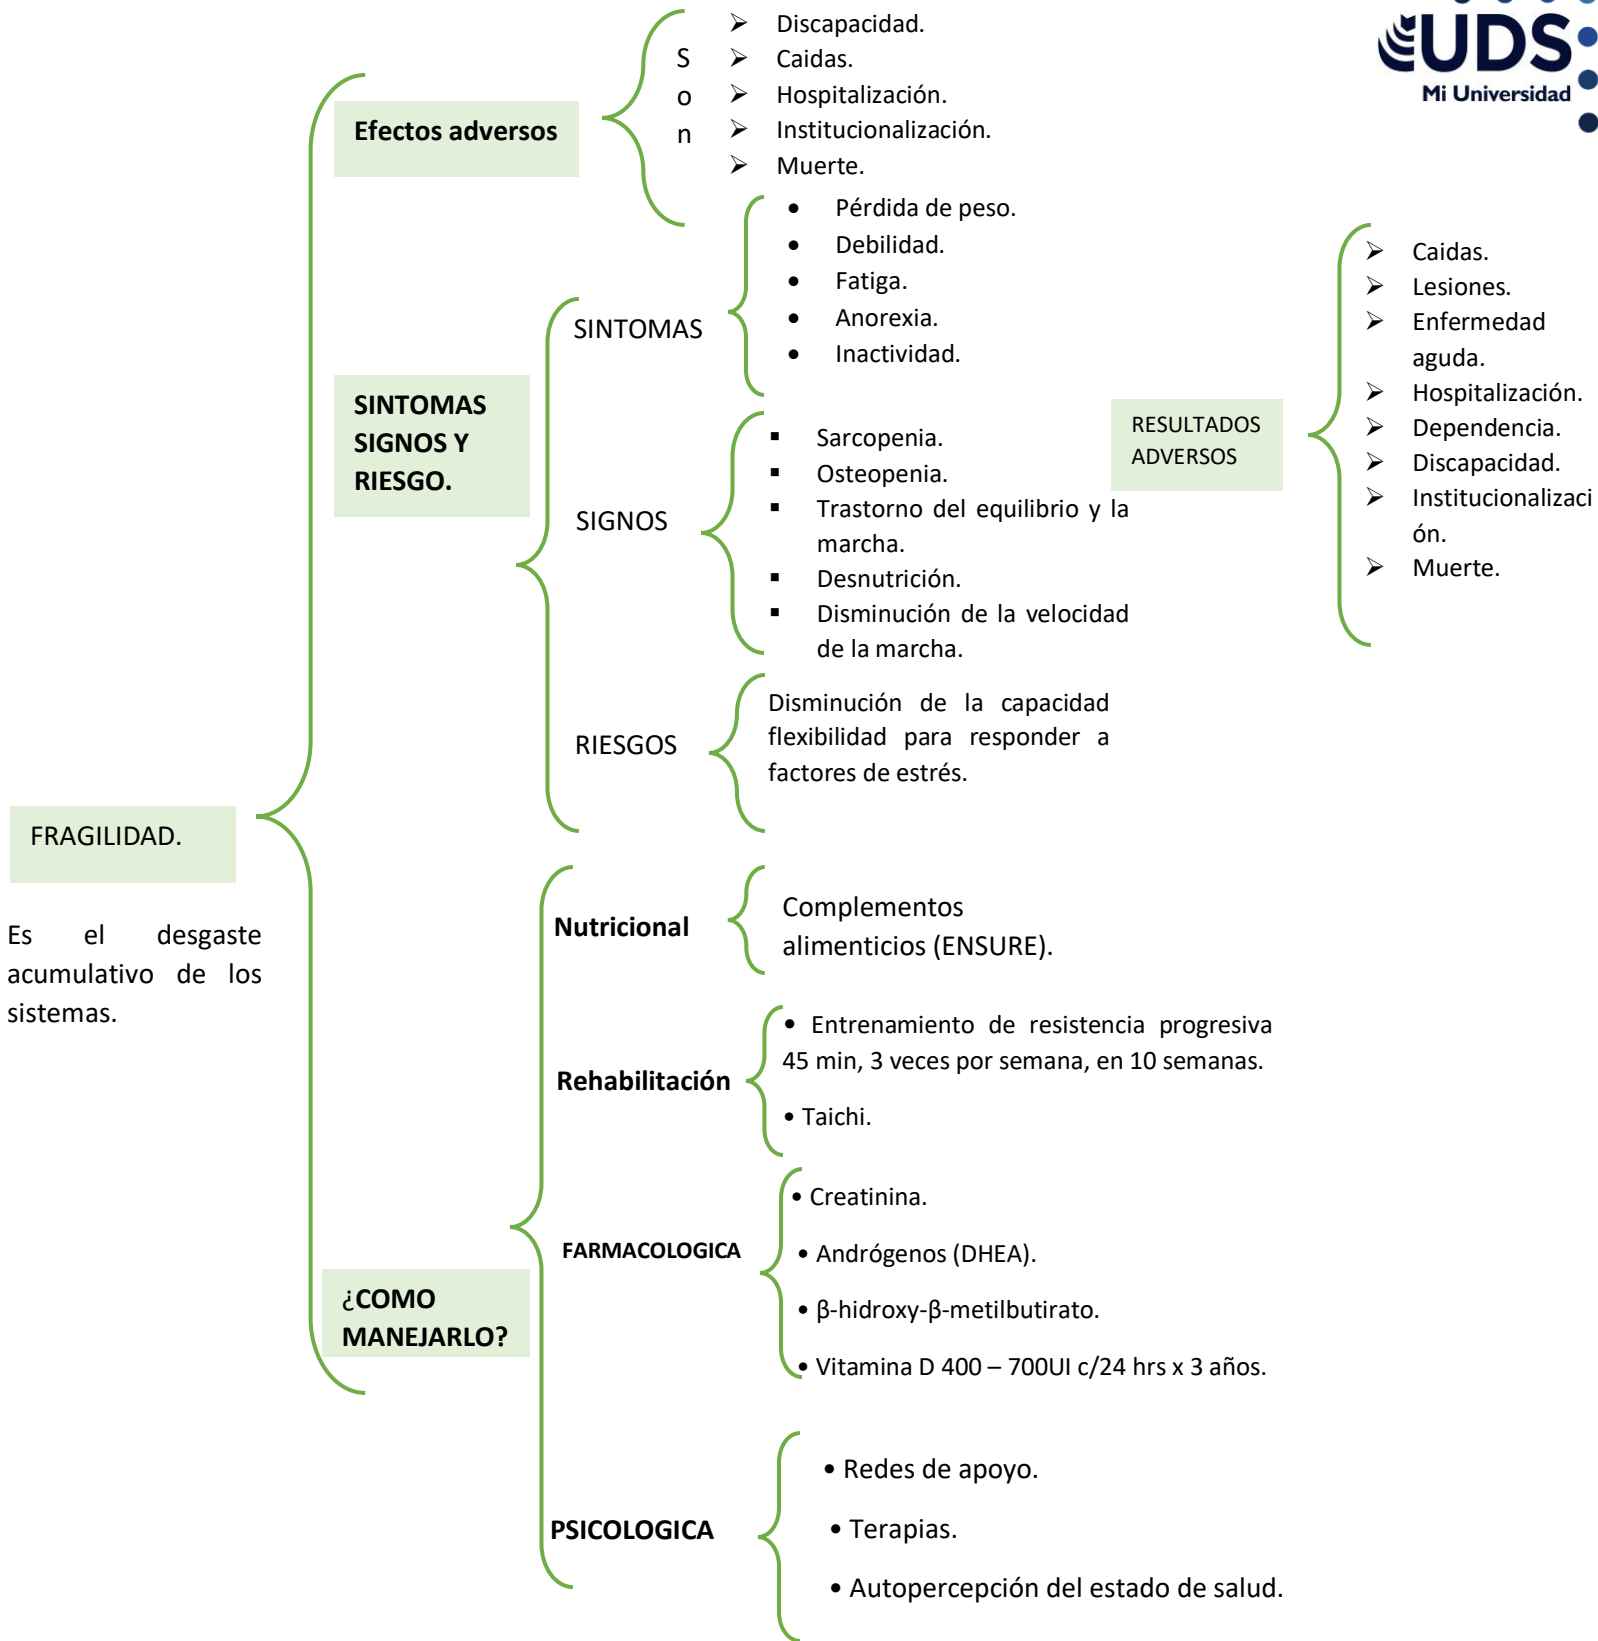 UDS
Mi Universidad
FRAGILIDAD.
Es el desgaste
acumulativo de los
sistemas.
Efectos adversos
S
o
n
➢ Discapacidad.
➢ Caidas.
➢ Hospitalización.
➢ Institucionalización.
➢ Muerte.
SINTOMAS
SIGNOS Y
RIESGO.
SINTOMAS
• Pérdida de peso.
• Debilidad.
• Fatiga.
• Anorexia.
• Inactividad.
SIGNOS
▪ Sarcopenia.
▪ Osteopenia.
▪ Trastorno del equilibrio y la
marcha.
▪ Desnutrición.
▪ Disminución de la velocidad
de la marcha.
RIESGOS
Disminución de la capacidad
flexibilidad para responder a
factores de estrés.
RESULTADOS
ADVERSOS
➢ Caidas.
➢ Lesiones.
➢ Enfermedad
aguda.
➢ Hospitalización.
➢ Dependencia.
➢ Discapacidad.
➢ Institucionalizaci
ón.
➢ Muerte.
¿COMO
MANEJARLO?
Nutricional
Complementos
alimenticios (ENSURE).
Rehabilitación
• Entrenamiento de resistencia progresiva
45 min, 3 veces por semana, en 10 semanas.
• Taichi.
FARMACOLOGICA
• Creatinina.
• Andrógenos (DHEA).
• β-hidroxy-β-metilbutirato.
• Vitamina D 400 – 700UI c/24 hrs x 3 años.
PSICOLOGICA
• Redes de apoyo.
• Terapias.
• Autopercepción del estado de salud.